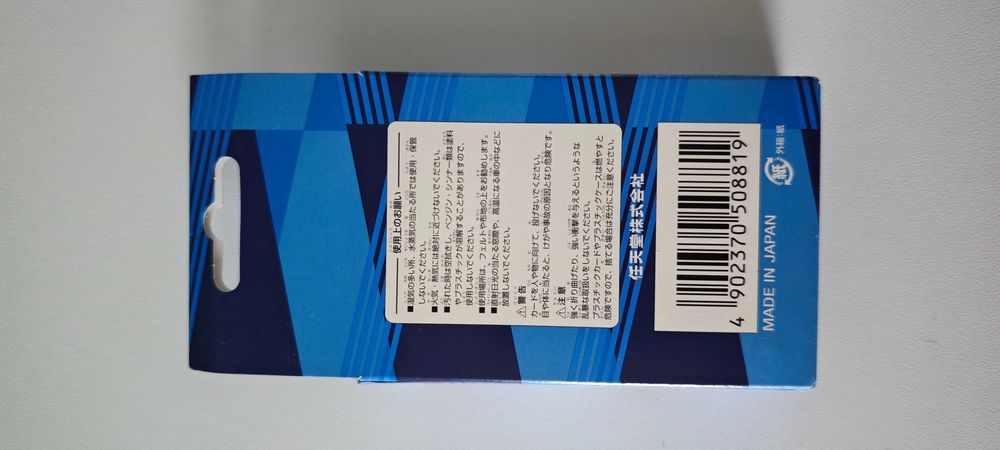 使用上のお願い
■湿気の多い所、水蒸気の当たる所では使用・保管
しないでください。
■火気・熱気には絶対に近づけないでください。
■汚れた時は空拭きし、ベンジン・シンナー類は塗料
やプラスチックが溶解することがありますので、
使用しないでください。
■使用場所は、フェルトや布地の上をお勧めします。
■直射日光の当たる窓際や、高温になる車の中などに
放置しないでください。
⚠警告
カードを人や物に向けて、投げないでください。
目や体に当たると、けがや事故の原因となり危険です。
⚠注意
強く折り曲げたり、強い衝撃を与えるというような
乱暴な取扱いをしないでください。
プラスチックカードやプラスチックケースは燃やすと
危険ですので、捨てる場合は充分にご注意ください。
任天堂株式会社
4 902370 508819
MADE IN JAPAN
紙
外箱:紙